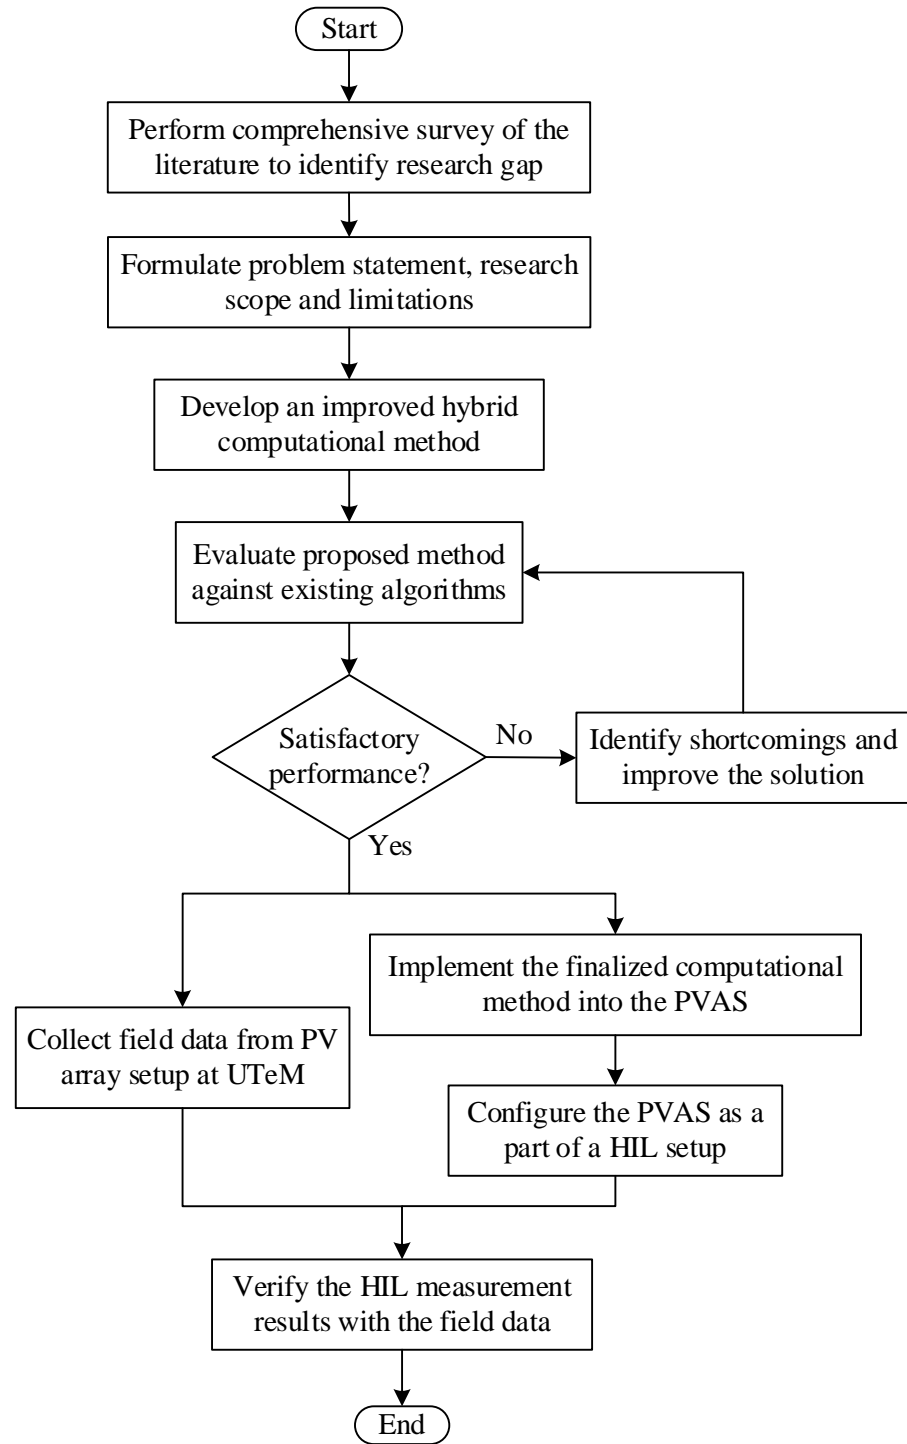 Start
Perform comprehensive survey of the
literature to identify research gap
Formulate problem statement, research
scope and limitations
Develop an improved hybrid
computational method
Evaluate proposed method
against existing algorithms
Satisfactory
performance?
No
Identify shortcomings and
improve the solution
Yes
Implement the finalized computational
method into the PVAS
Collect field data from PV
array setup at UTeM
Configure the PVAS as a
part of a HIL setup
Verify the HIL measurement
results with the field data
End